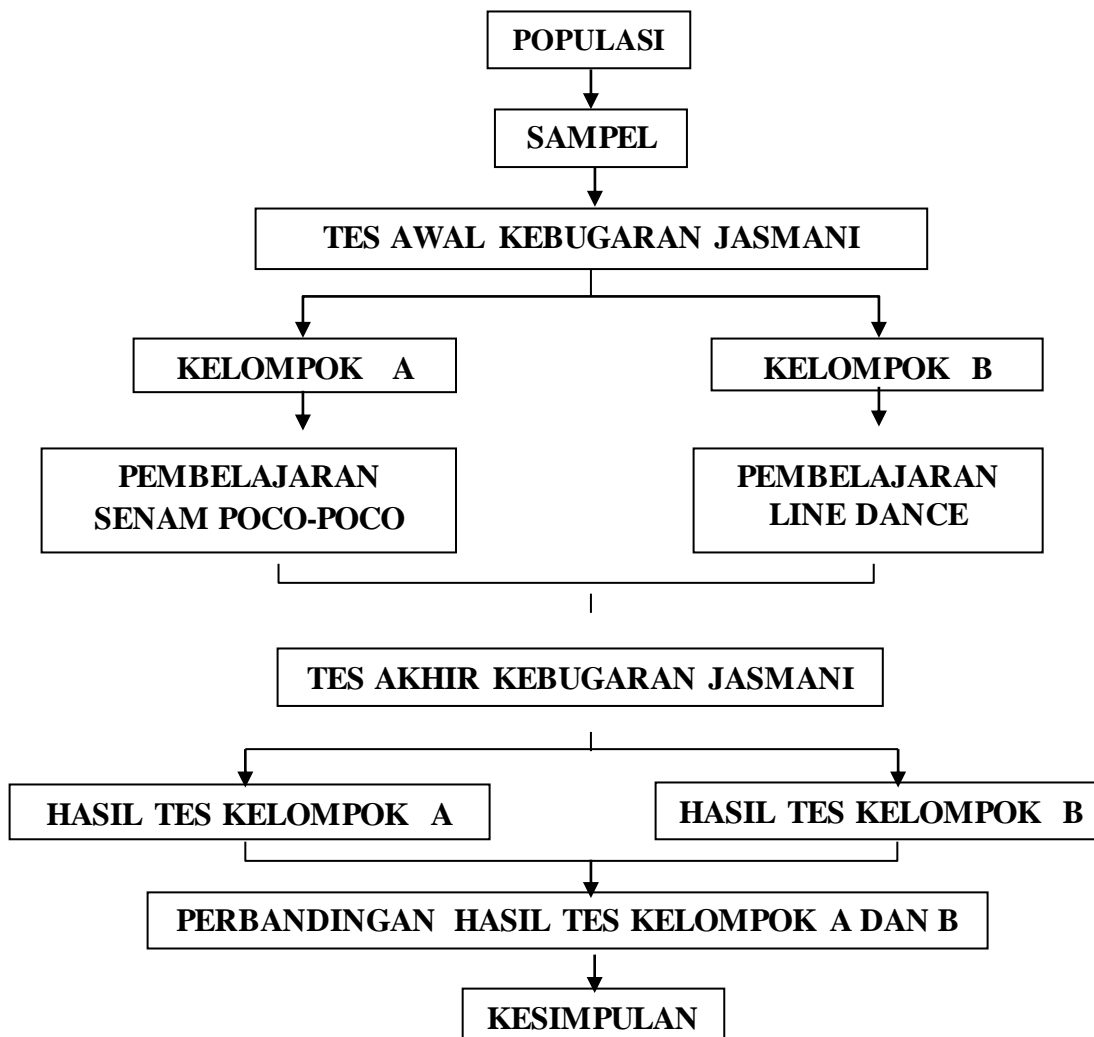 POPULASI
SAMPEL
TES AWAL KEBUGARAN JASMANI
KELOMPOK A
KELOMPOK B
PEMBELAJARAN
SENAM POCO-POCO
PEMBELAJARAN
LINE DANCE
TES AKHIR KEBUGARAN JASMANI
HASIL TES KELOMPOK A
HASIL TES KELOMPOK B
PERBANDINGAN HASIL TES KELOMPOK A DAN B
KESIMPULAN